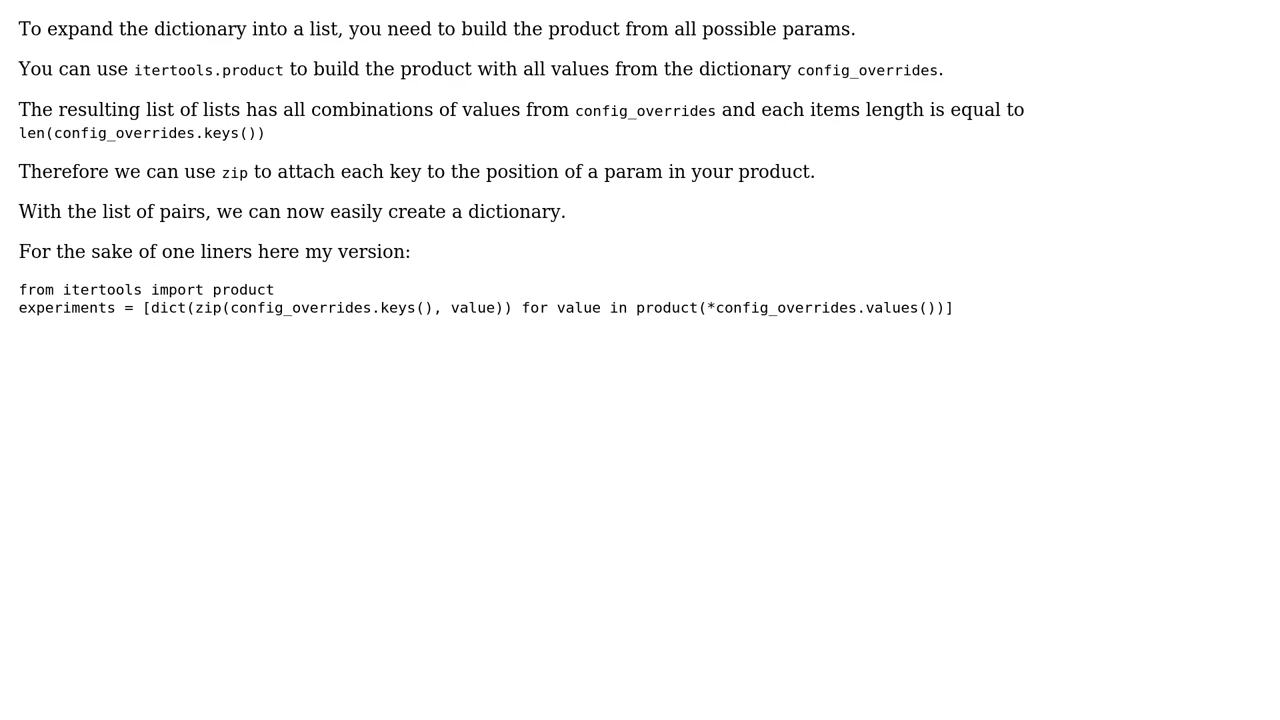 To expand the dictionary into a list, you need to build the product from all possible params.
You can use itertools.product to build the product with all values from the dictionary config_overrides.
The resulting list of lists has all combinations of values from config_overrides and each items length is equal to
len(config_overrides.keys())
Therefore we can use zip to attach each key to the position of a param in your product.
With the list of pairs, we can now easily create a dictionary.
For the sake of one liners here my version:
from itertools import product
experiments = [dict(zip(config_overrides.keys(), value)) for value in product(*config_overrides.values())]